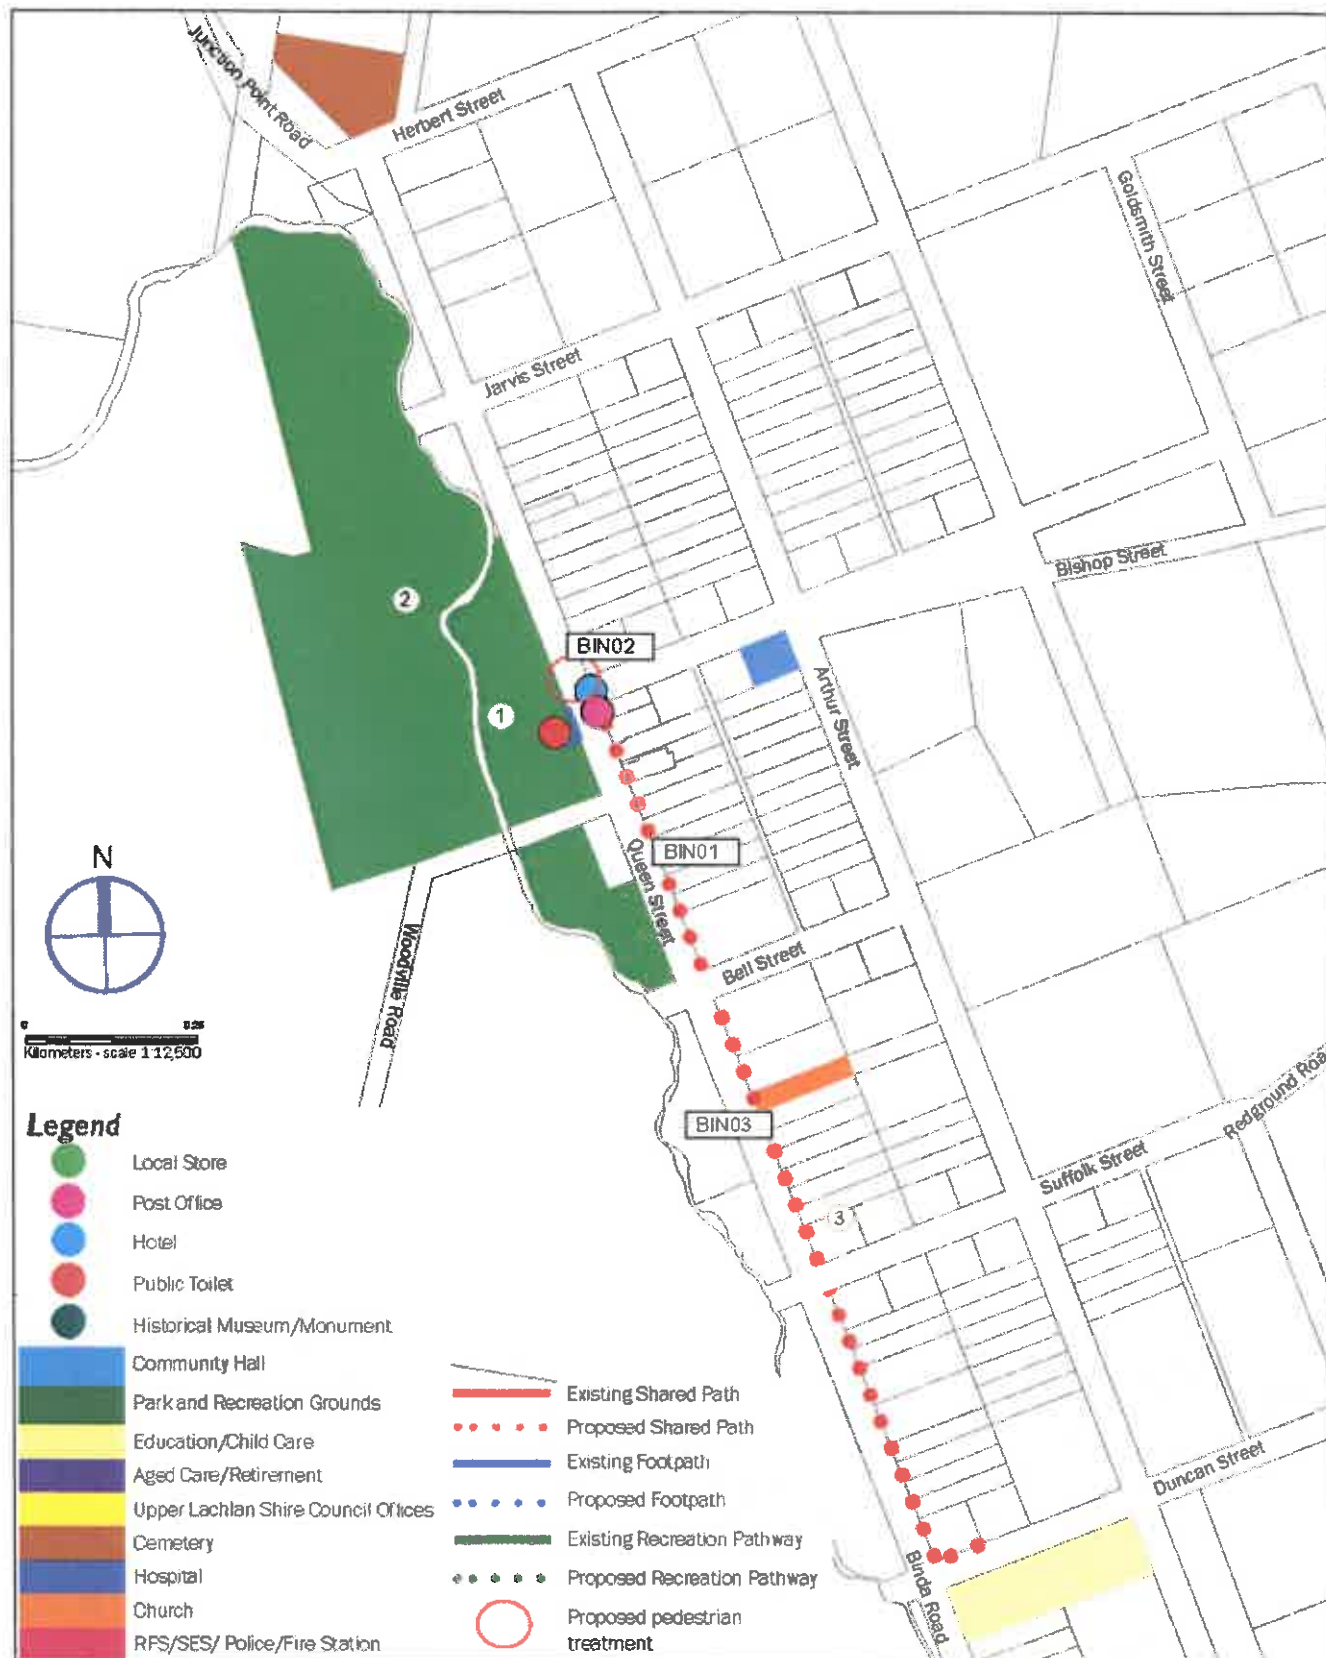 Junction Point Road
Herbert Street
Goldsmith Street
Jarvis Street
Bishop Street
2
BIN02
1
Arthur Street
BIN01
Queen Street
N
Bell Street
Woodville Road
0
Kilometers - scale 1:12,500
Redground Road
BIN03
Suffolk Street
3
Legend
Local Store
Post Office
Hotel
Public Toilet
Historical Museum/Monument
Community Hall
Park and Recreation Grounds
Education/Child Care
Aged Care/Retirement
Upper Lachlan Shire Council Offices
Cemetery
Hospital
Church
RFS/SES/ Police/Fire Station
Existing Shared Path
Proposed Shared Path
Existing Footpath
Proposed Footpath
Existing Recreation Pathway
Proposed Recreation Pathway
Proposed pedestrian
treatment
Duncan Street
Binda Road